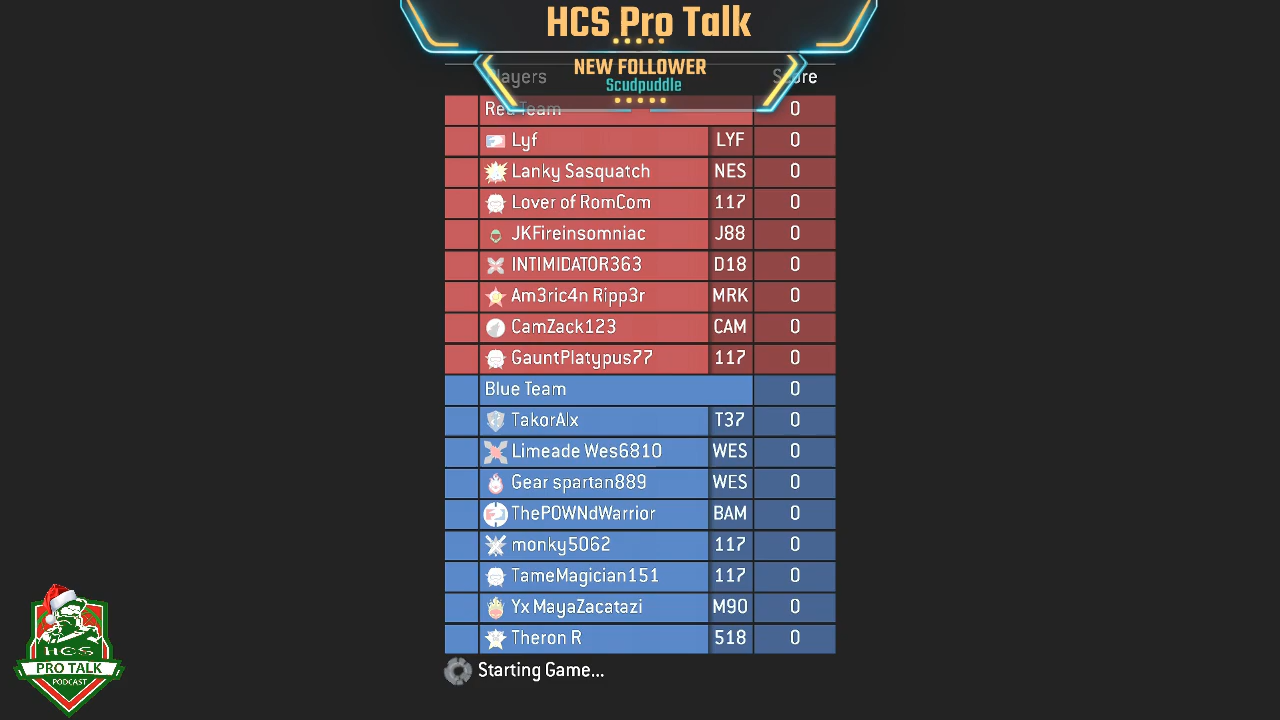 HCS Pro Talk
NEW FOLLOWER
Scudpuddle
Players Score
Red Team 0
Lyf LYF 0
Lanky Sasquatch NES 0
Lover of RomCom 117 0
JKFireinsomniac J88 0
INTIMIDATOR363 D18 0
Am3ric4n Ripp3r MRK 0
CamZack123 CAM 0
GauntPlatypus77 117 0
Blue Team 0
TakorAlx T37 0
Limeade Wes6810 WES 0
Gear spartan889 WES 0
ThePOWNdWarrior BAM 0
monky5062 117 0
TameMagician151 117 0
Yx MayaZacatazi M90 0
Theron R 518 0
Starting Game...
HCS
PRO TALK
PODCAST